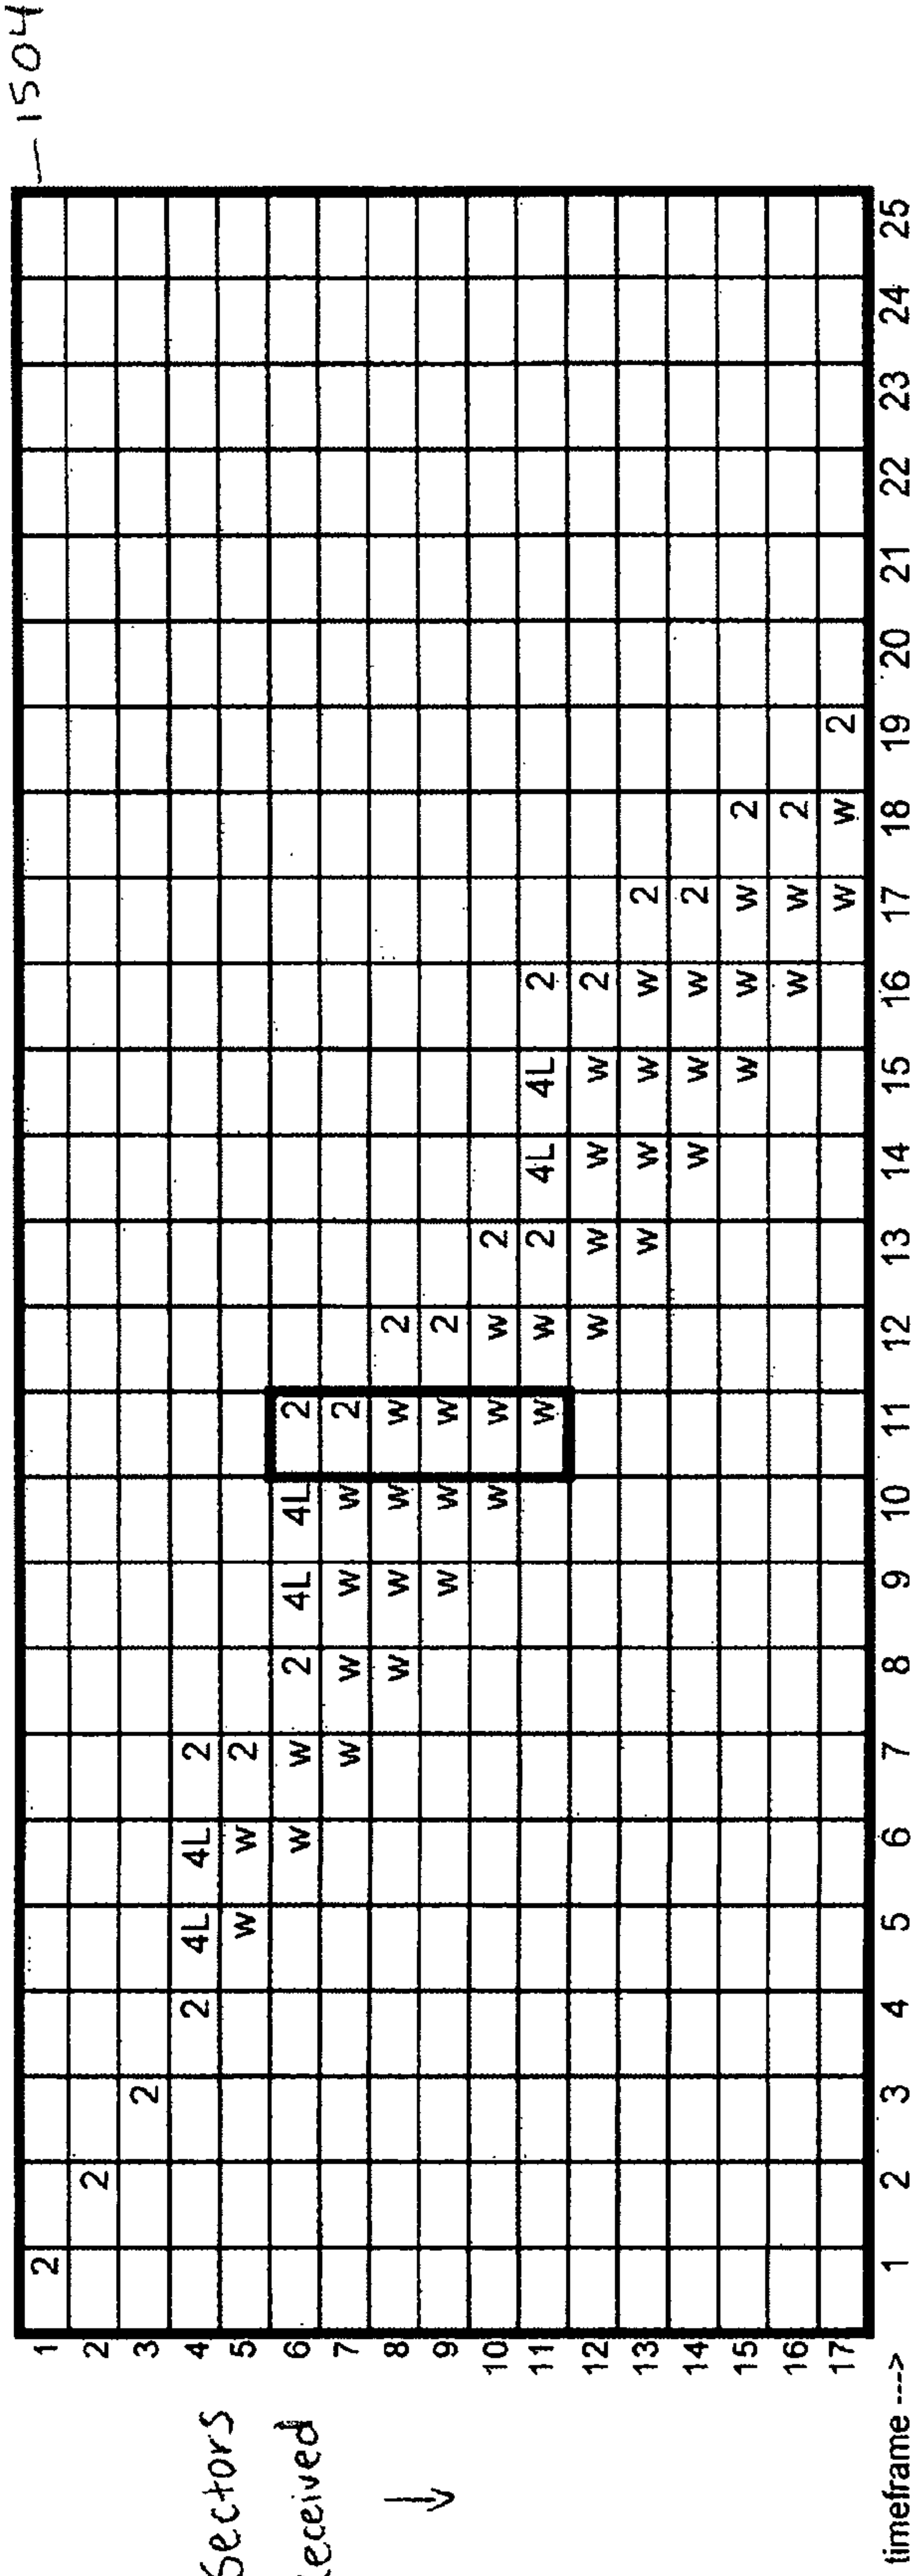 1504
1 2
2 2
3 2
Sectors
4 2 4L 4L 2
5 w w 2
eceived
6 w w 2 4L 4L 2
7 w w w w 2
8 w w w w 2
9 w w w 2
10 w w w 2
11 w w 2 4L 4L 2
12 w w w w 2
13 w w w w 2
14 w w w 2
15 w w w 2
16 w w 2
17 w w 2
timeframe ---> 1 2 3 4 5 6 7 8 9 10 11 12 13 14 15 16 17 18 19 20 21 22 23 24 25